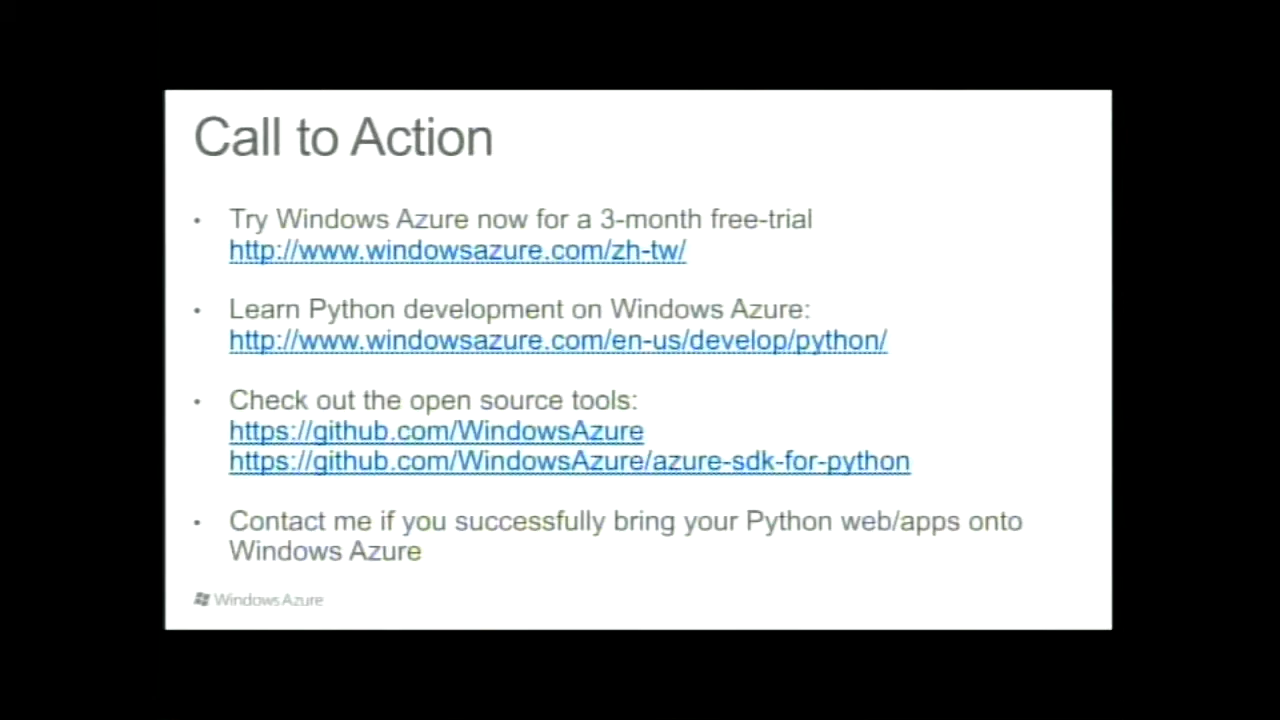 Call to Action
• Try Windows Azure now for a 3-month free-trial
http://www.windowsazure.com/zh-tw/
• Learn Python development on Windows Azure:
http://www.windowsazure.com/en-us/develop/python/
• Check out the open source tools:
https://github.com/WindowsAzure
https://github.com/WindowsAzure/azure-sdk-for-python
• Contact me if you successfully bring your Python web/apps onto
Windows Azure
Windows Azure